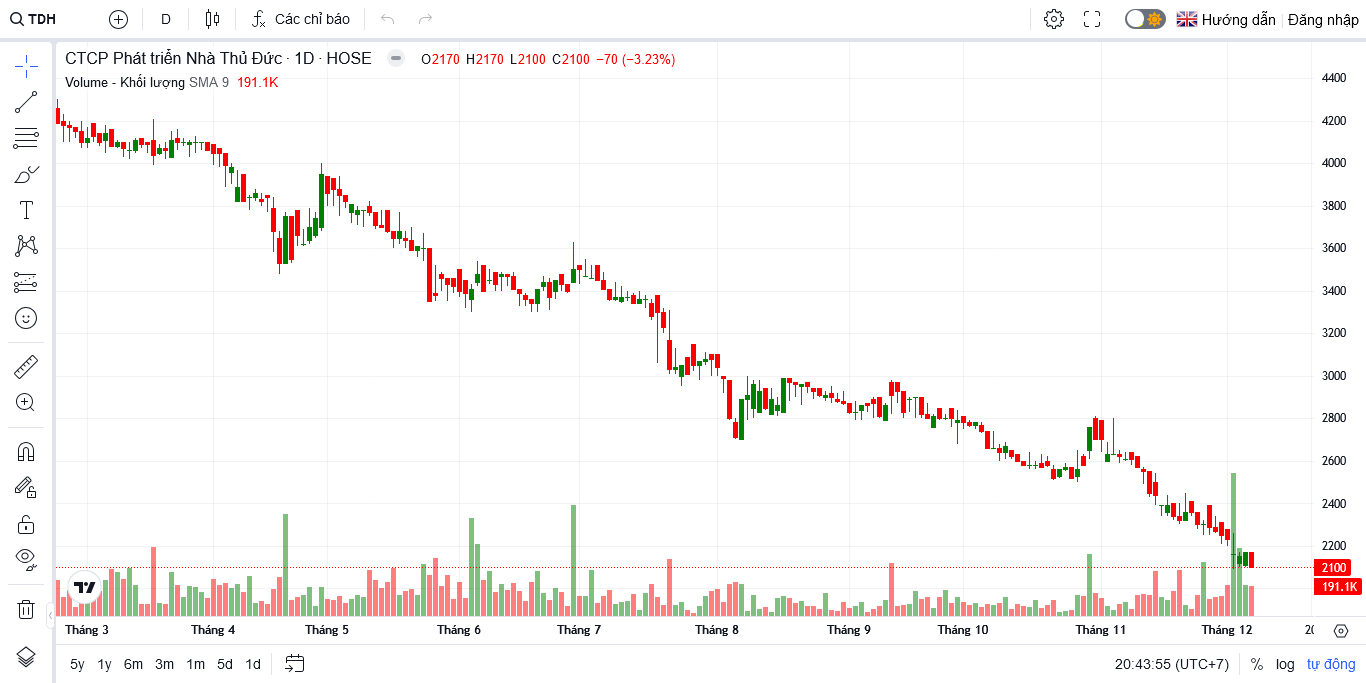 TDH D Các chỉ báo Hướng dẫn Đăng nhập
CTCP Phát triển Nhà Thủ Đức · 1D · HOSE O2170 H2170 L2100 C2100 −70 (−3.23%)
Volume - Khối lượng SMA 9 191.1K
4400
4200
4000
3800
3600
3400
3200
3000
2800
2600
2400
2200
2100
191.1K
Tháng 3 Tháng 4 Tháng 5 Tháng 6 Tháng 7 Tháng 8 Tháng 9 Tháng 10 Tháng 11 Tháng 12
5y 1y 6m 3m 1m 5d 1d 20:43:55 (UTC+7) % log tự động